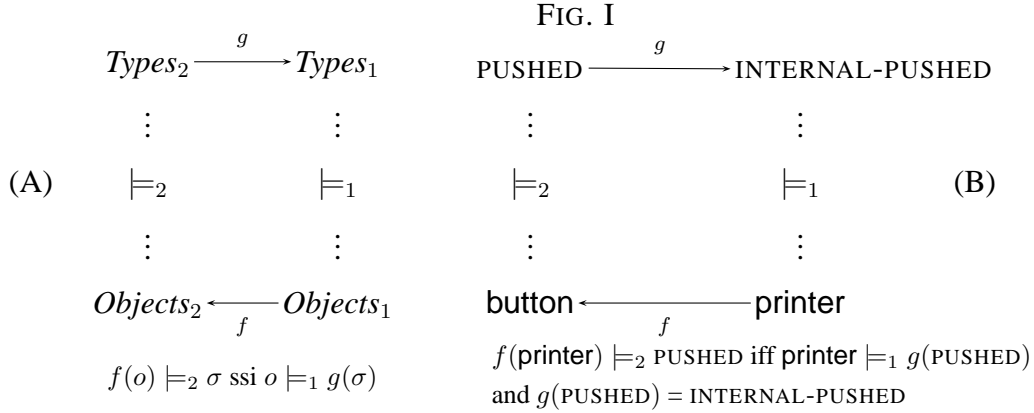 FIG. I
Types₂ g Types₁ PUSHED g INTERNAL-PUSHED
⋮ ⋮ ⋮ ⋮
(A) ⊨₂ ⊨₁ ⊨₂ ⊨₁ (B)
⋮ ⋮ ⋮ ⋮
Objects₂ f Objects₁ button f printer
f(o) ⊨₂ σ ssi o ⊨₁ g(σ)
f(printer) ⊨₂ PUSHED iff printer ⊨₁ g(PUSHED)
and g(PUSHED) = INTERNAL-PUSHED